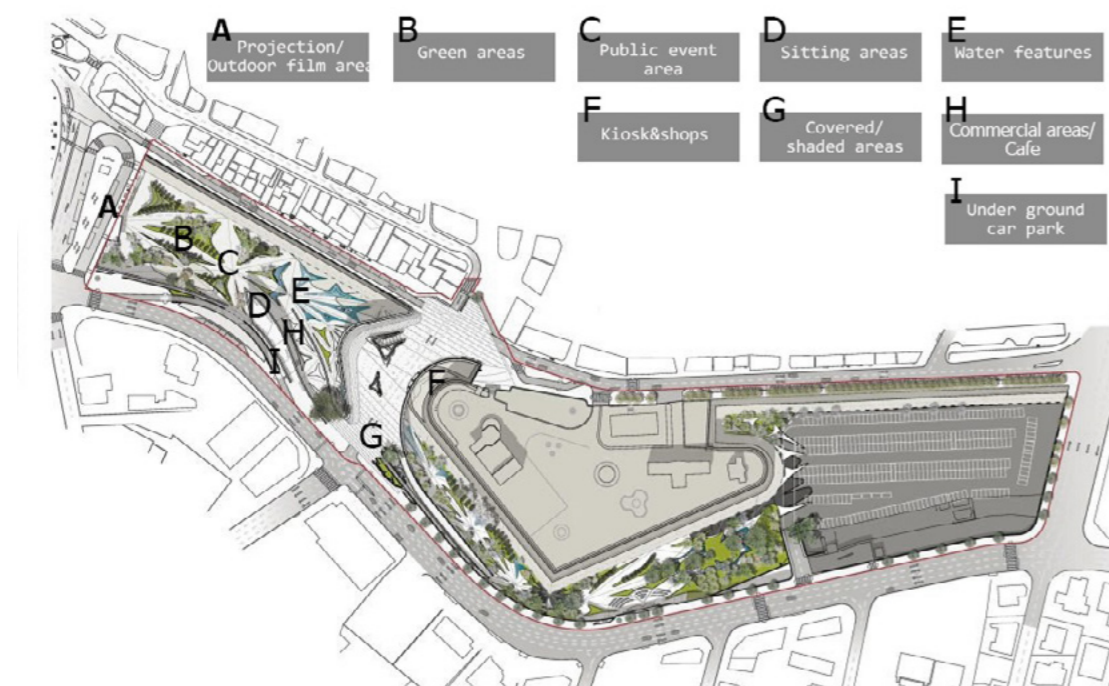 A
Projection/
Outdoor film area
B
Green areas
C
Public event
area
D
Sitting areas
E
Water features
F
Kiosk&shops
G
Covered/
shaded areas
H
Commercial areas/
Cafe
I
Under ground
car park
A
B
C
D
E
H
I
F
G